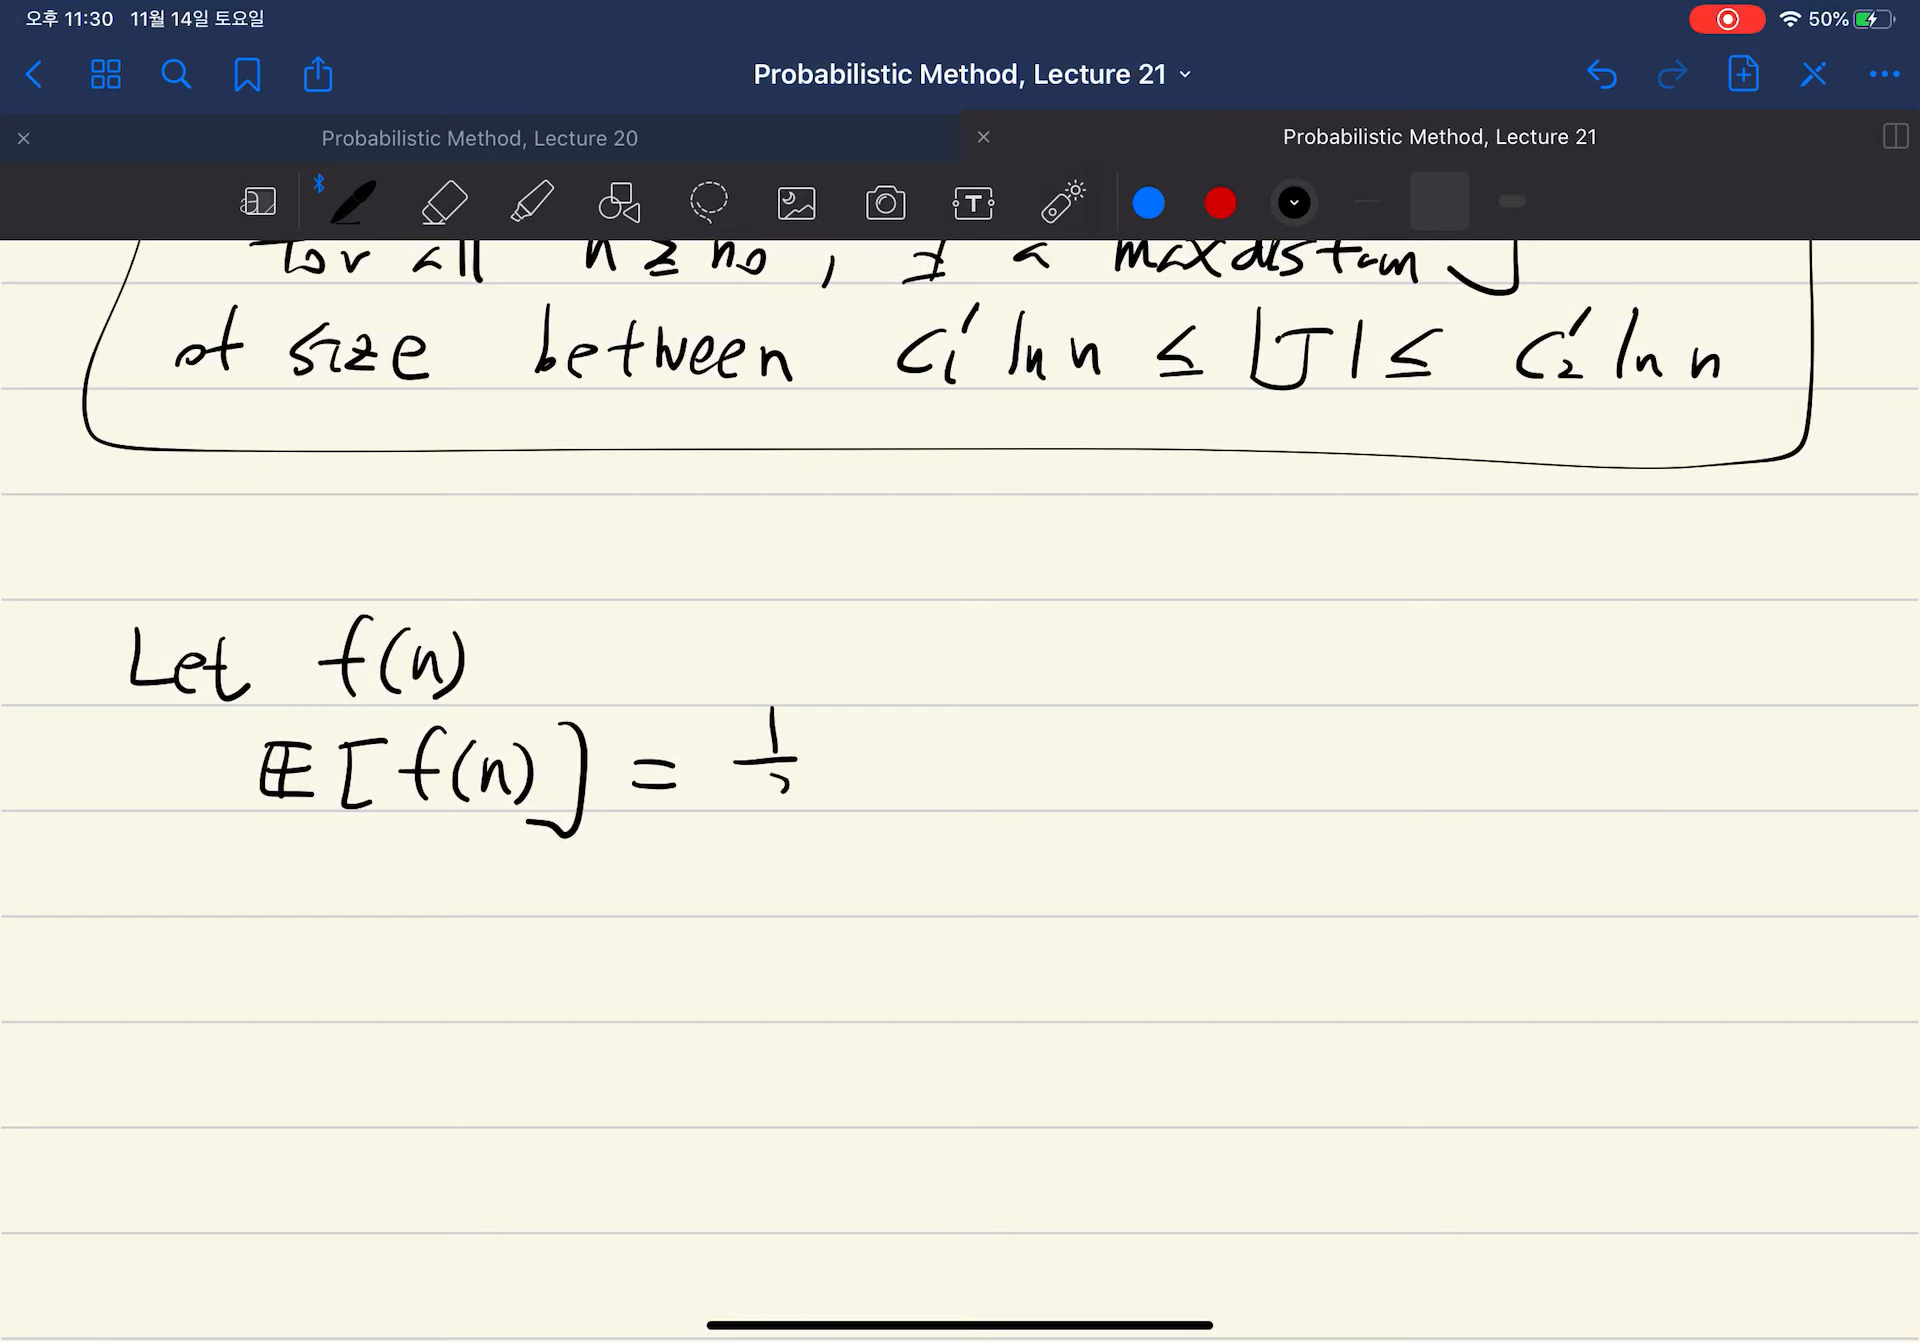 오후 11:30 11월 14일 토요일 50%
Probabilistic Method, Lecture 21
Probabilistic Method, Lecture 20 Probabilistic Method, Lecture 21
for all n ≥ n₀, ∃ a maxdisfam J
of size between C₁' ln n ≤ |J| ≤ C₂' ln n
Let f(n)
𝔼[f(n)] = 1/2